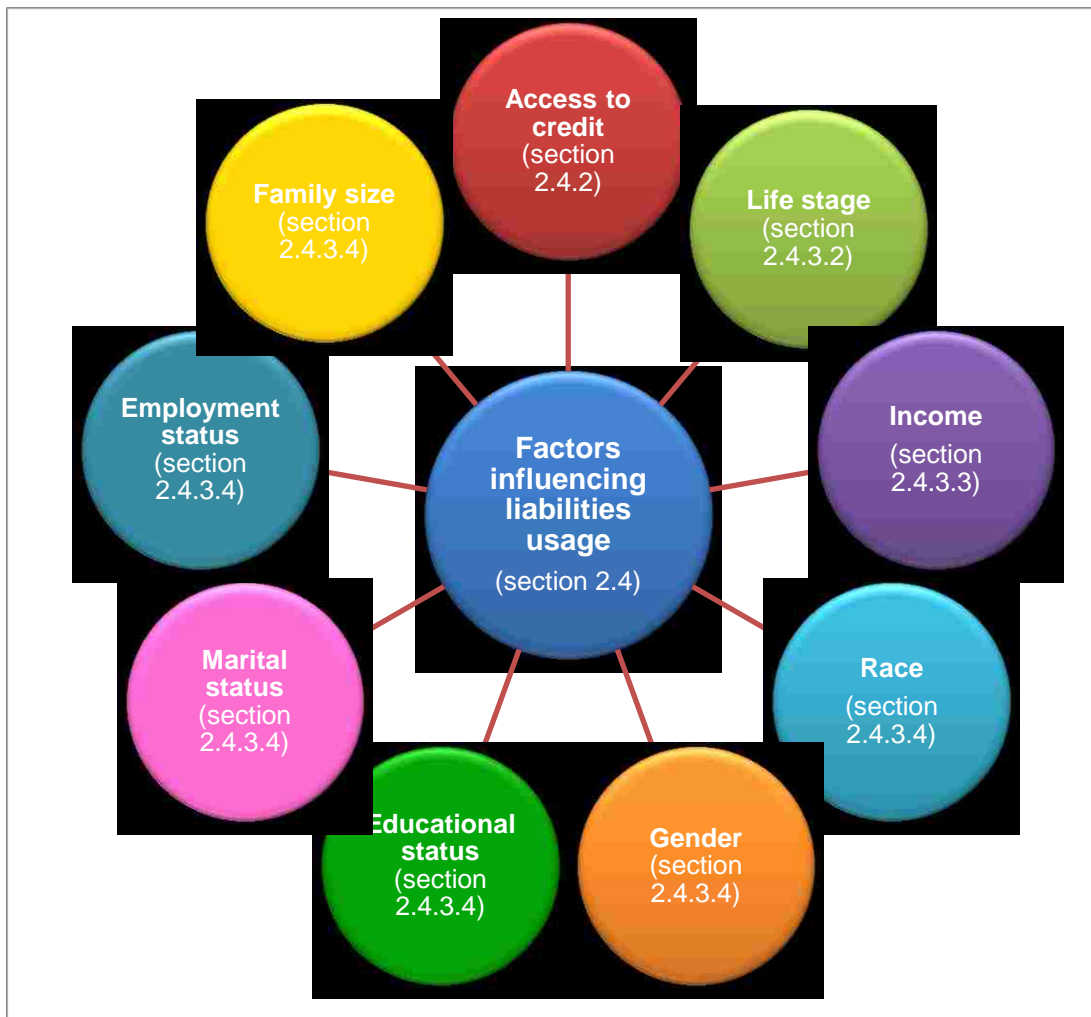 Access to
credit
(section
2.4.2)
Life stage
(section
2.4.3.2)
Income
(section
2.4.3.3)
Race
(section
2.4.3.4)
Gender
(section
2.4.3.4)
Educational
status
(section
2.4.3.4)
Marital
status
(section
2.4.3.4)
Employment
status
(section
2.4.3.4)
Family size
(section
2.4.3.4)
Factors
influencing
liabilities
usage
(section 2.4)